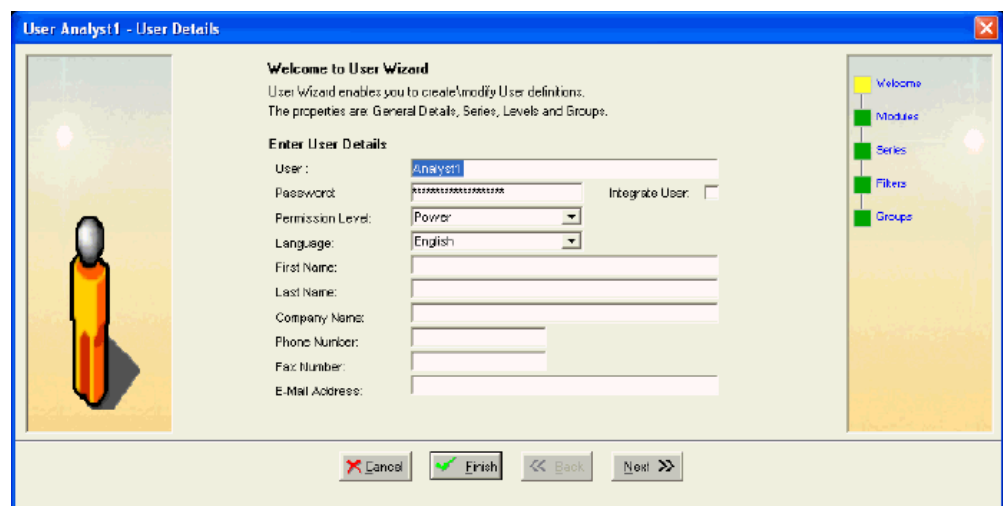 User Analyst1 - User Details
Welcome to User Wizard
User Wizard enables you to create\modify User definitions.
The properties are: General Details, Series, Levels and Groups.
Enter User Details
User :
Analyst1
Password:
********************
Integrate User:
Permission Level:
Power
Language:
English
First Name:
Last Name:
Company Name:
Phone Number:
Fax Number:
E-Mail Address:
Welcome
Modules
Series
Filters
Groups
Cancel
Finish
Back
Next